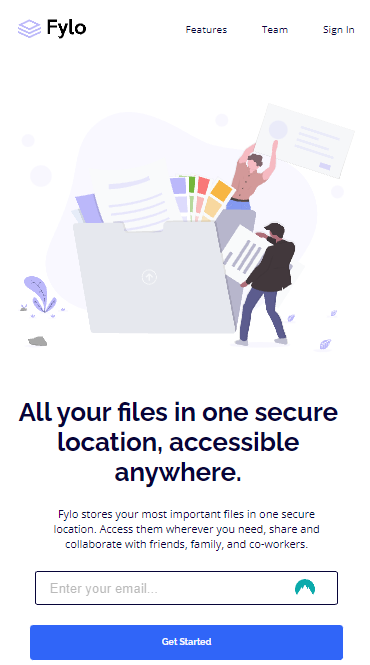 Fylo
Features
Team
Sign In
All your files in one secure
location, accessible
anywhere.
Fylo stores your most important files in one secure
location. Access them wherever you need, share and
collaborate with friends, family, and co-workers.
Enter your email...
Get Started